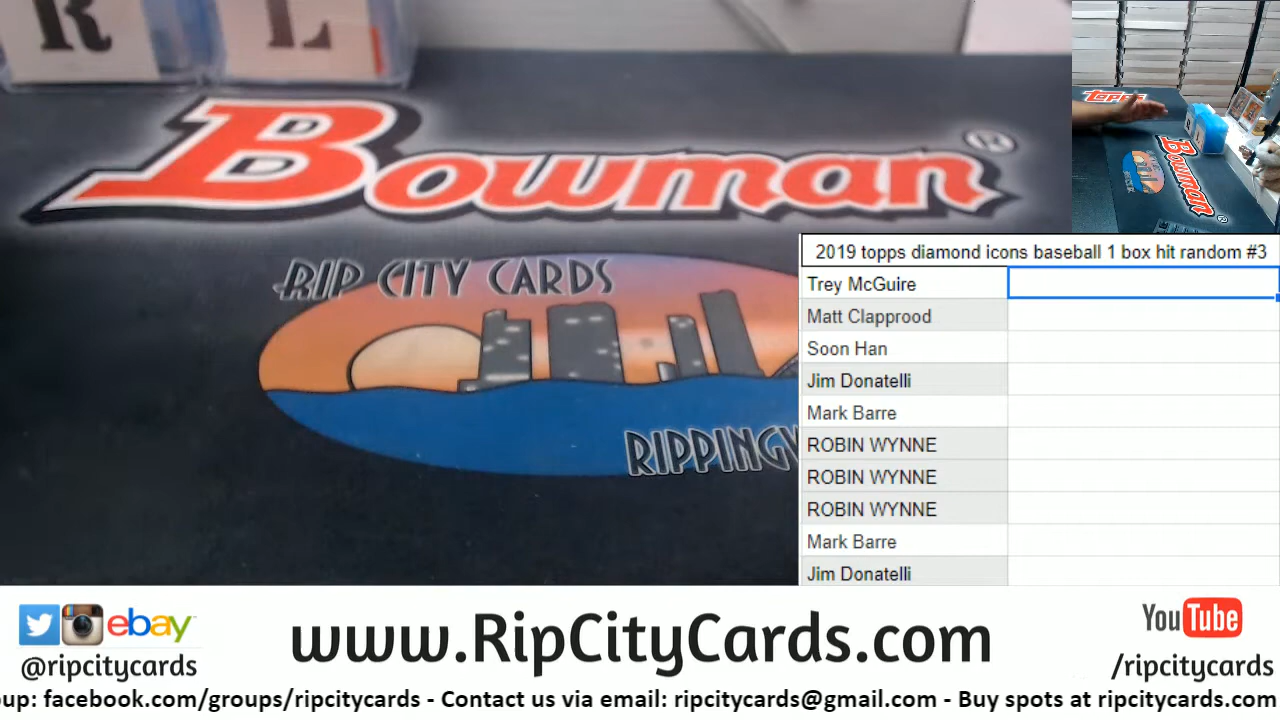 R L
Bowman®
RIP CITY CARDS
RIPPING
TOPPS
Bowman
2019 topps diamond icons baseball 1 box hit random #3
Trey McGuire
Matt Clapprood
Soon Han
Jim Donatelli
Mark Barre
ROBIN WYNNE
ROBIN WYNNE
ROBIN WYNNE
Mark Barre
Jim Donatelli
ebay
@ripcitycards
www.RipCityCards.com
YouTube
/ripcitycards
oup: facebook.com/groups/ripcitycards - Contact us via email: ripcitycards@gmail.com - Buy spots at ripcitycards.com